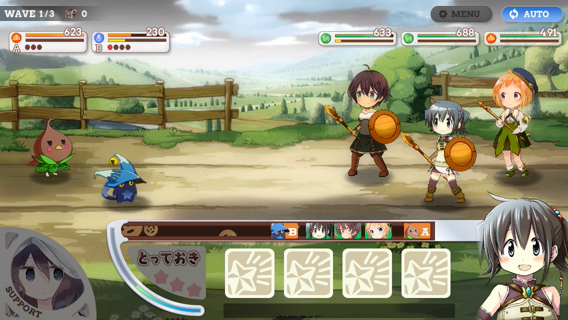 WAVE 1/3 0
MENU
AUTO
623
A
230
B
633
688
491
B
A
とっておき
SUPPORT